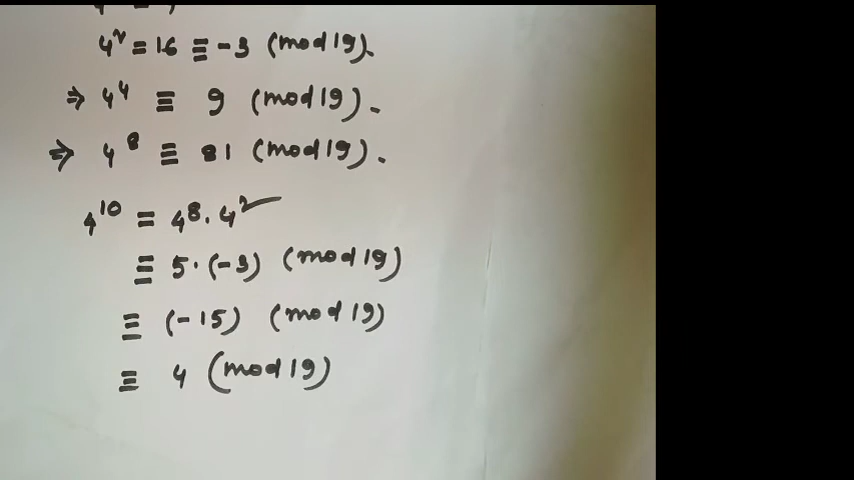 4² = 16 ≡ -3 (mod 19).
⇒ 4⁴ ≡ 9 (mod 19).
⇒ 4⁸ ≡ 81 (mod 19).
4¹⁰ ≡ 4⁸·4²
≡ 5·(-3) (mod 19)
≡ (-15) (mod 19)
≡ 4 (mod 19)